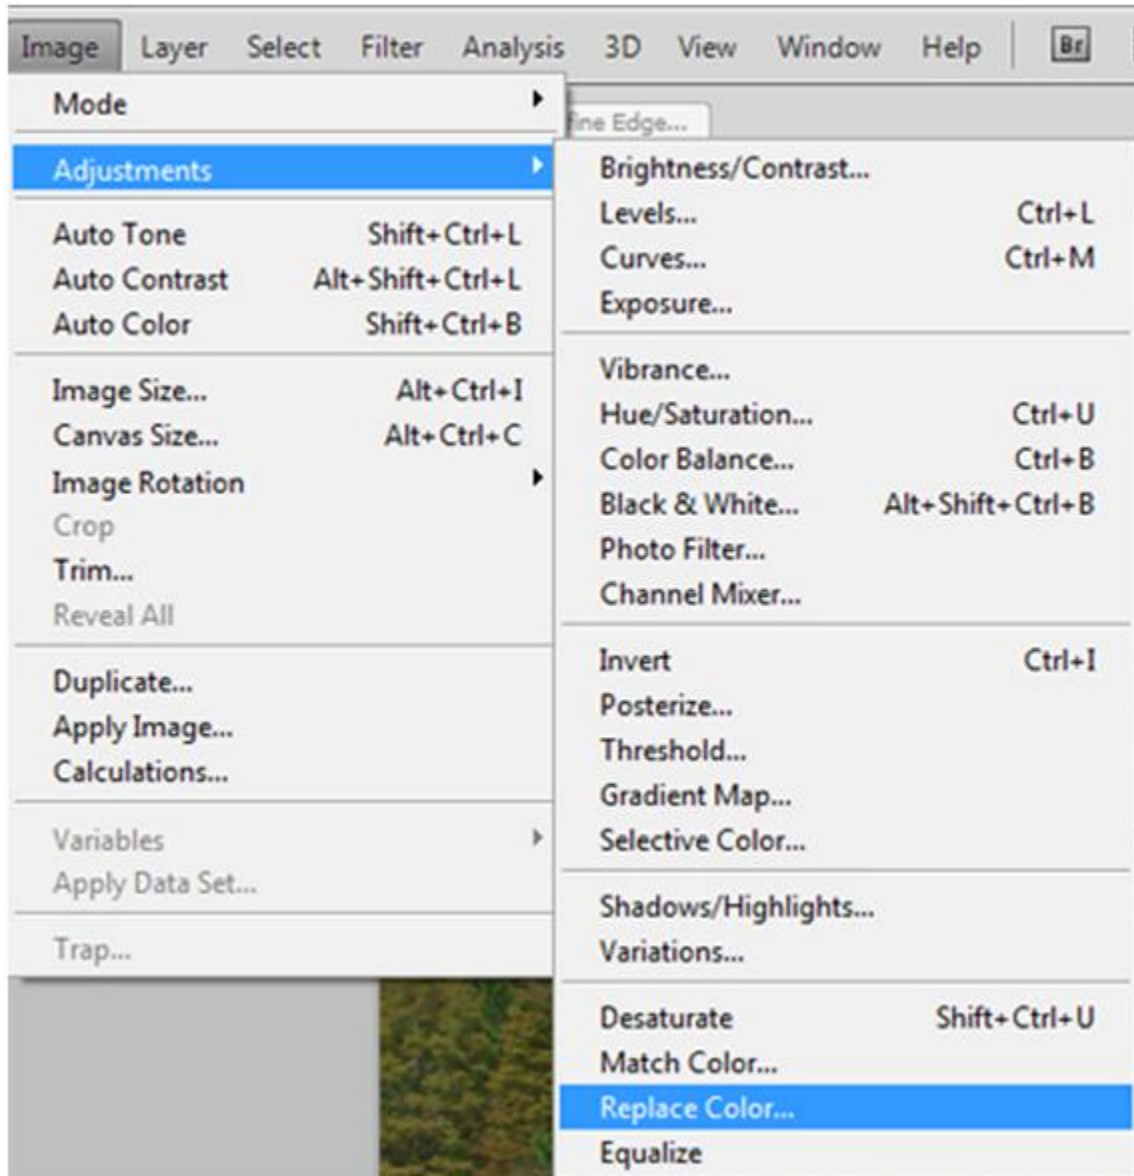 Image Layer Select Filter Analysis 3D View Window Help Br
Mode
fine Edge...
Adjustments
Auto Tone Shift+Ctrl+L
Auto Contrast Alt+Shift+Ctrl+L
Auto Color Shift+Ctrl+B
Image Size... Alt+Ctrl+I
Canvas Size... Alt+Ctrl+C
Image Rotation
Crop
Trim...
Reveal All
Duplicate...
Apply Image...
Calculations...
Variables
Apply Data Set...
Trap...
Brightness/Contrast...
Levels... Ctrl+L
Curves... Ctrl+M
Exposure...
Vibrance...
Hue/Saturation... Ctrl+U
Color Balance... Ctrl+B
Black & White... Alt+Shift+Ctrl+B
Photo Filter...
Channel Mixer...
Invert Ctrl+I
Posterize...
Threshold...
Gradient Map...
Selective Color...
Shadows/Highlights...
Variations...
Desaturate Shift+Ctrl+U
Match Color...
Replace Color...
Equalize